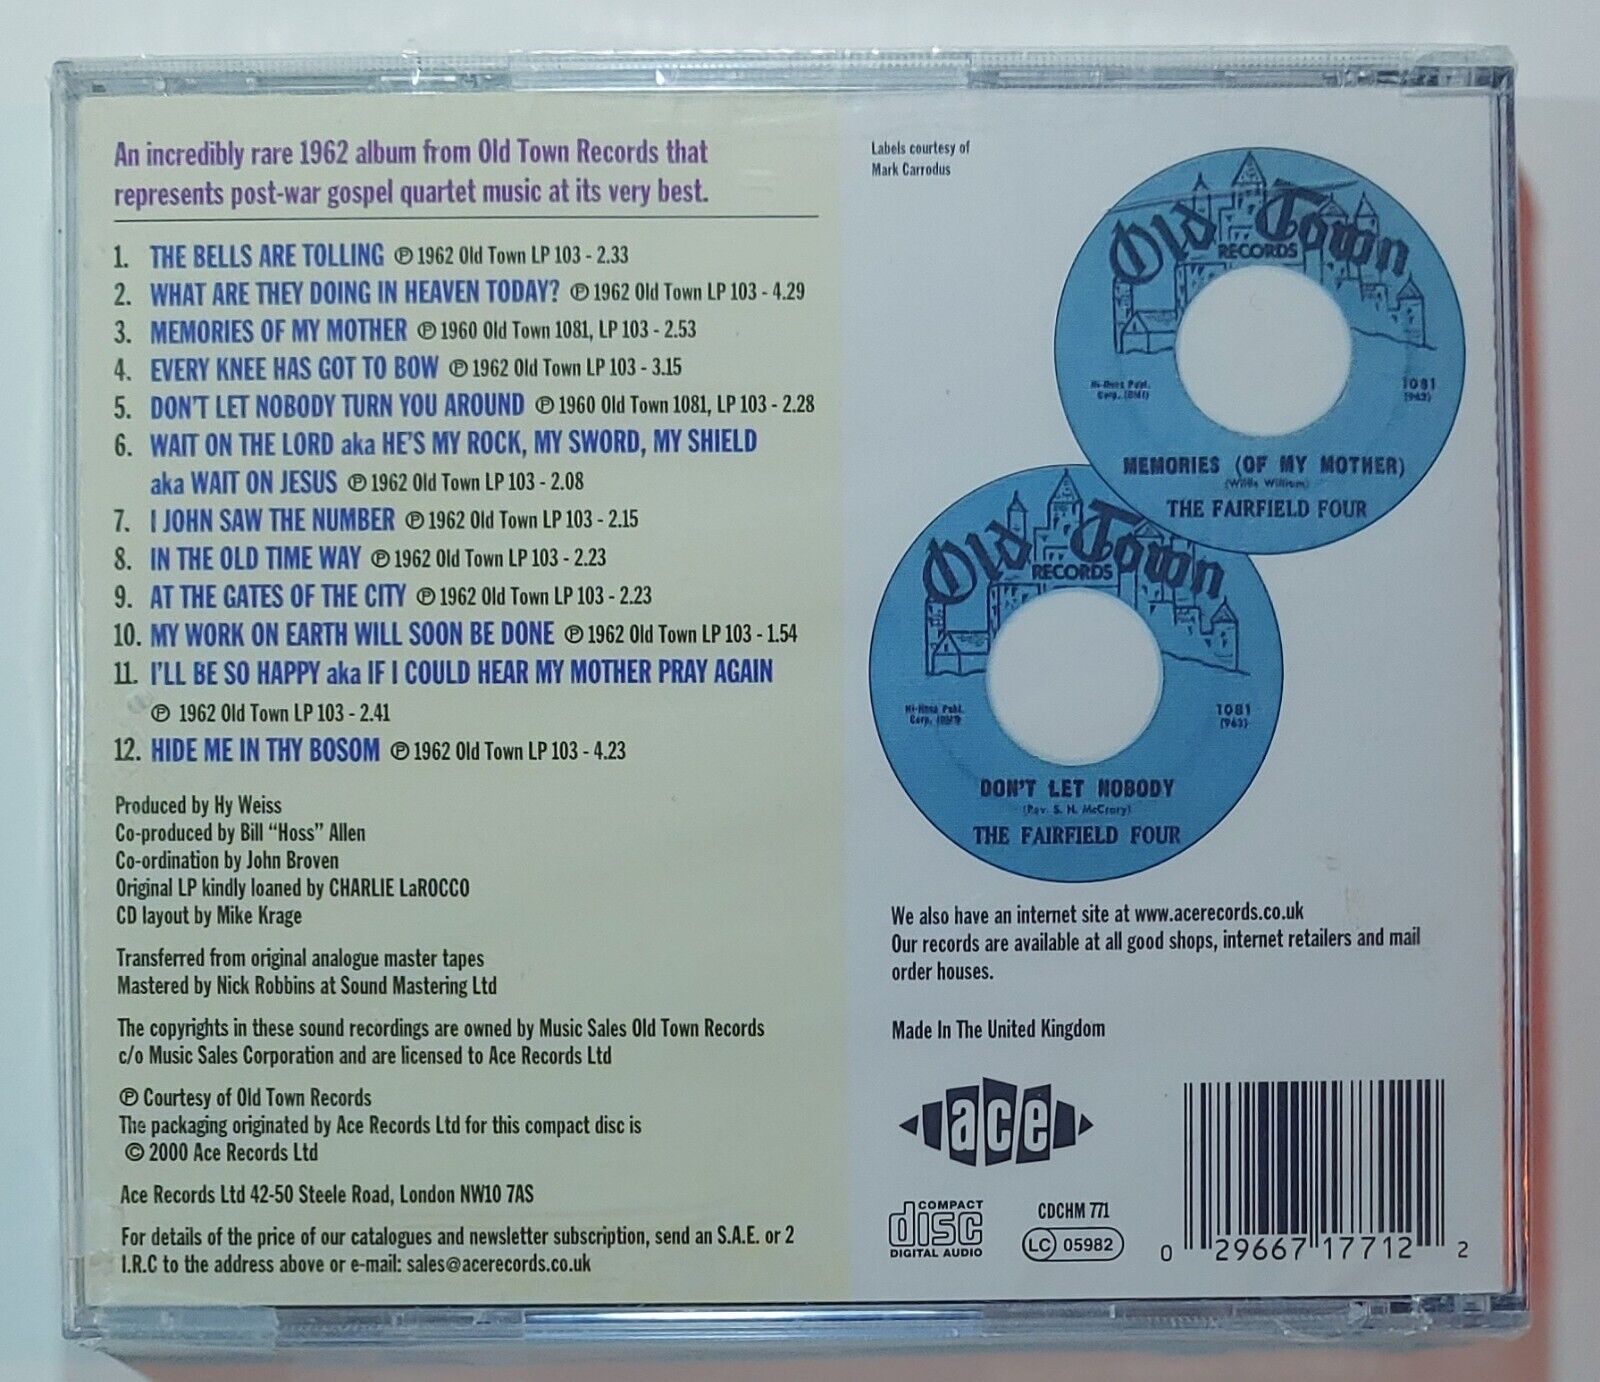 An incredibly rare 1962 album from Old Town Records that
represents post-war gospel quartet music at its very best.
1. THE BELLS ARE TOLLING ℗ 1962 Old Town LP 103 - 2.33
2. WHAT ARE THEY DOING IN HEAVEN TODAY? ℗ 1962 Old Town LP 103 - 4.29
3. MEMORIES OF MY MOTHER ℗ 1960 Old Town 1081, LP 103 - 2.53
4. EVERY KNEE HAS GOT TO BOW ℗ 1962 Old Town LP 103 - 3.15
5. DON'T LET NOBODY TURN YOU AROUND ℗ 1960 Old Town 1081, LP 103 - 2.28
6. WAIT ON THE LORD aka HE'S MY ROCK, MY SWORD, MY SHIELD
aka WAIT ON JESUS ℗ 1962 Old Town LP 103 - 2.08
7. I JOHN SAW THE NUMBER ℗ 1962 Old Town LP 103 - 2.15
8. IN THE OLD TIME WAY ℗ 1962 Old Town LP 103 - 2.23
9. AT THE GATES OF THE CITY ℗ 1962 Old Town LP 103 - 2.23
10. MY WORK ON EARTH WILL SOON BE DONE ℗ 1962 Old Town LP 103 - 1.54
11. I'LL BE SO HAPPY aka IF I COULD HEAR MY MOTHER PRAY AGAIN
℗ 1962 Old Town LP 103 - 2.41
12. HIDE ME IN THY BOSOM ℗ 1962 Old Town LP 103 - 4.23
Produced by Hy Weiss
Co-produced by Bill “Hoss” Allen
Co-ordination by John Broven
Original LP kindly loaned by CHARLIE LaROCCO
CD layout by Mike Krage
Transferred from original analogue master tapes
Mastered by Nick Robbins at Sound Mastering Ltd
The copyrights in these sound recordings are owned by Music Sales Old Town Records
c/o Music Sales Corporation and are licensed to Ace Records Ltd
℗ Courtesy of Old Town Records
The packaging originated by Ace Records Ltd for this compact disc is
© 2000 Ace Records Ltd
Ace Records Ltd 42-50 Steele Road, London NW10 7AS
For details of the price of our catalogues and newsletter subscription, send an S.A.E. or 2
I.R.C to the address above or e-mail: sales@acerecords.co.uk
Labels courtesy of
Mark Carrodus
Old Town
RECORDS
Hi-Hoss Publ.
Corp. (BMI)
1081
(962)
MEMORIES (OF MY MOTHER)
(Willie William)
THE FAIRFIELD FOUR
Old Town
RECORDS
Hi-Hoss Publ.
Corp. (BMI)
1081
(963)
DON'T LET NOBODY
(Rev. S. H. McCrary)
THE FAIRFIELD FOUR
We also have an internet site at www.acerecords.co.uk
Our records are available at all good shops, internet retailers and mail
order houses.
Made In The United Kingdom
ace
COMPACT
disc
DIGITAL AUDIO
CDCHM 771
LC 05982
0 29667 17712 2